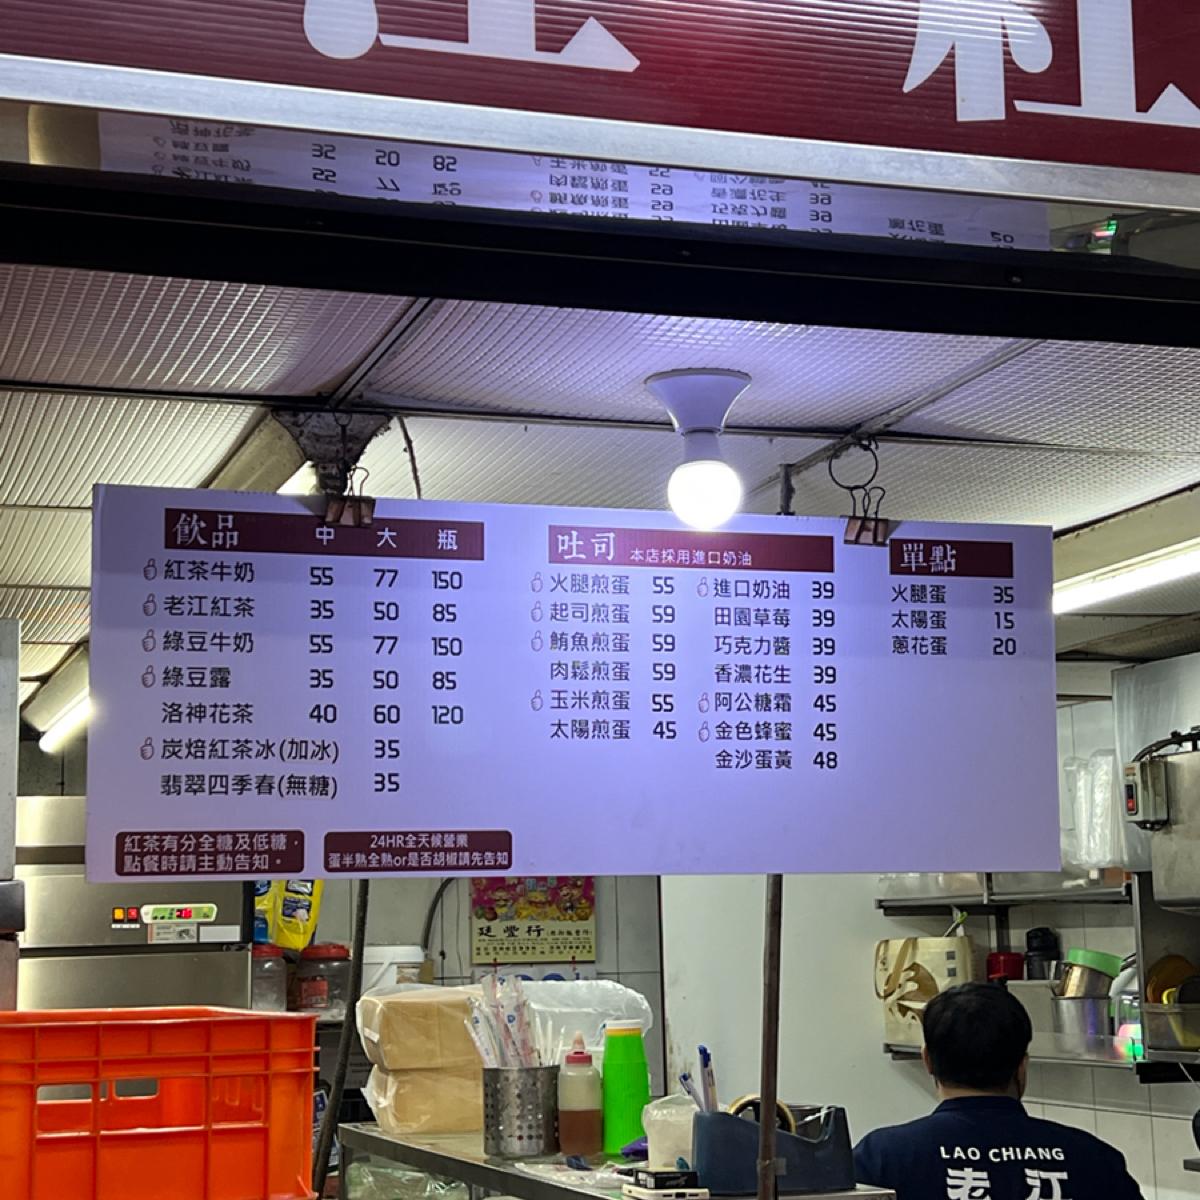 飲品 中 大 瓶
紅茶牛奶 55 77 150
老江紅茶 35 50 85
綠豆牛奶 55 77 150
綠豆露 35 50 85
洛神花茶 40 60 120
炭焙紅茶冰(加冰) 35
翡翠四季春(無糖) 35
紅茶有分全糖及低糖,
點餐時請主動告知。
24HR全天候營業
蛋半熟全熟or是否胡椒請先告知
吐司 本店採用進口奶油
火腿煎蛋 55
起司煎蛋 59
鮪魚煎蛋 59
肉鬆煎蛋 59
玉米煎蛋 55
太陽煎蛋 45
進口奶油 39
田園草莓 39
巧克力醬 39
香濃花生 39
阿公糖霜 45
金色蜂蜜 45
金沙蛋黃 48
單點
火腿蛋 35
太陽蛋 15
蔥花蛋 20
廷豐行
LAO CHIANG
老江